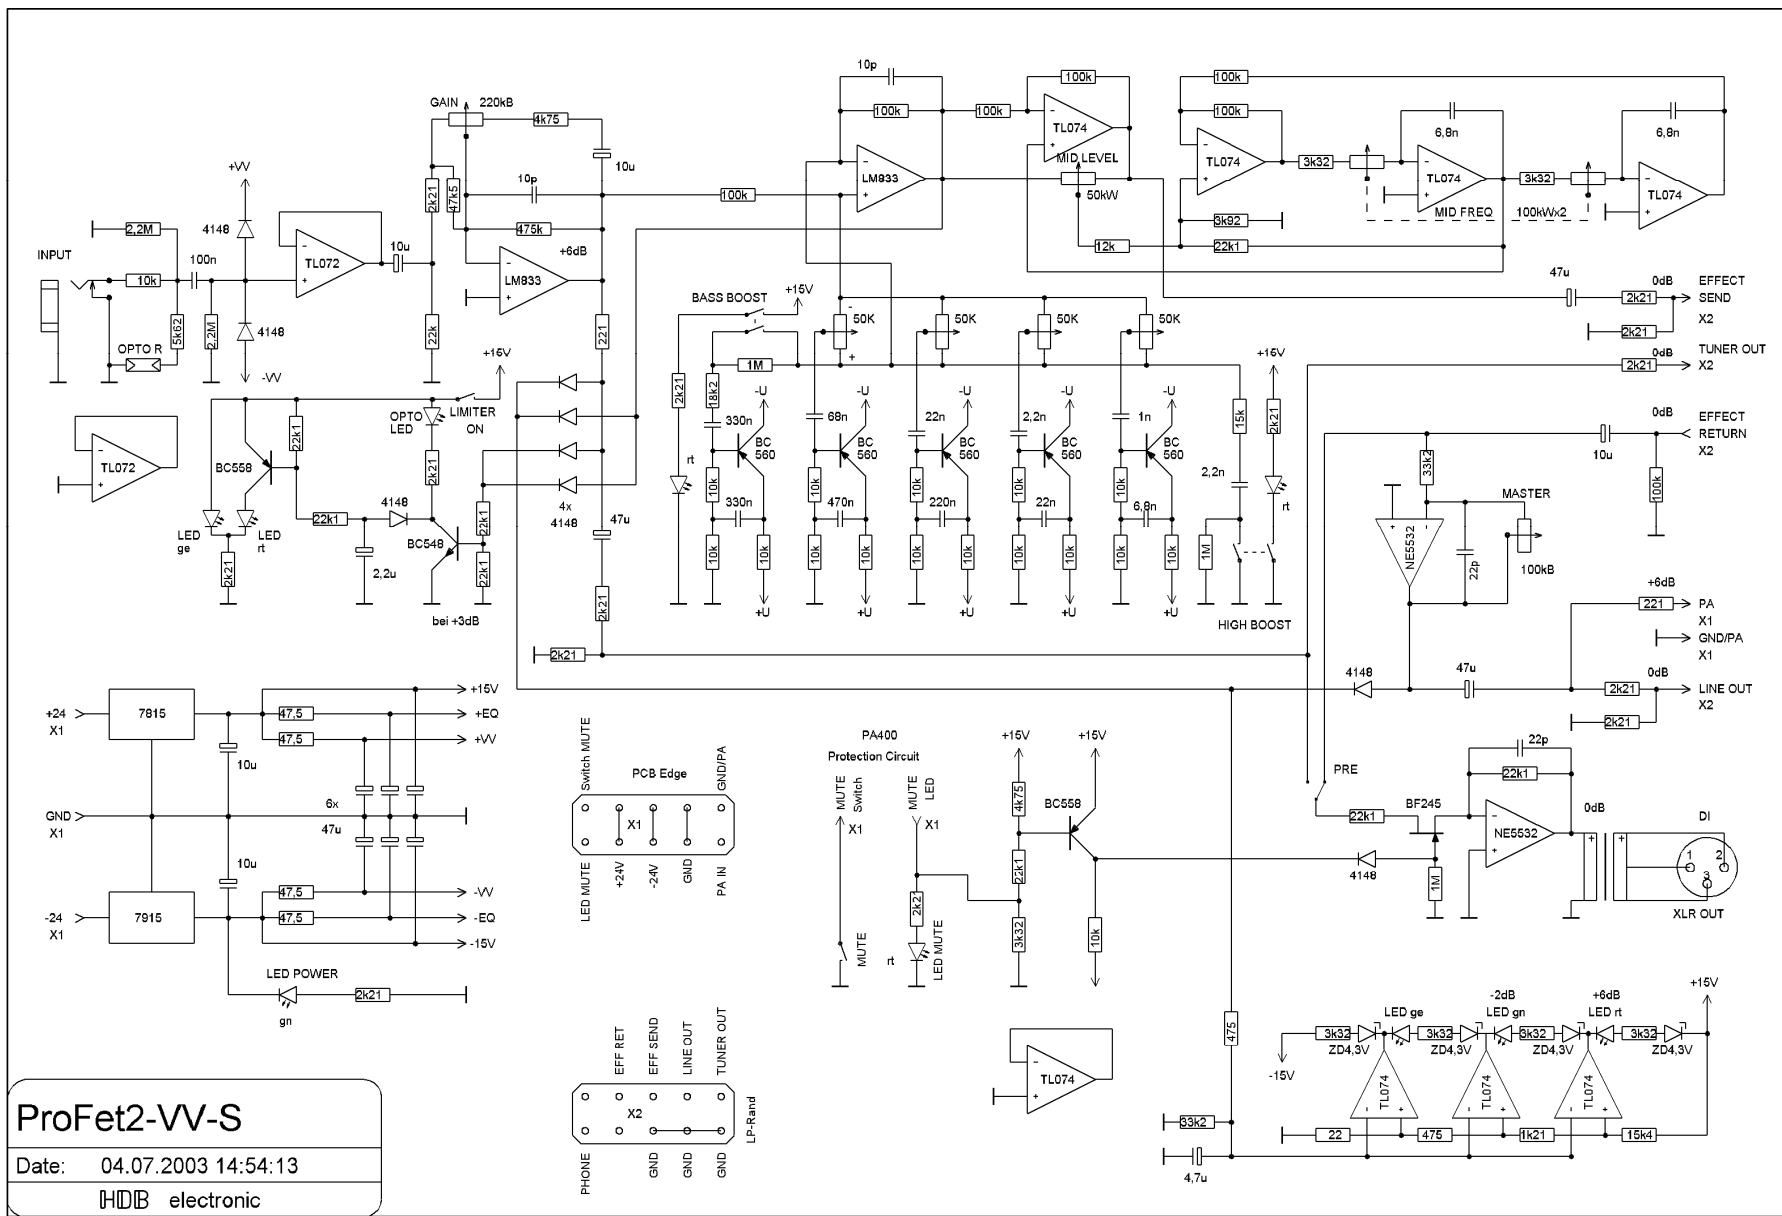 10p
100k
100k
100k
TL074
MID LEVEL
LM833
50kW
100k
100k
TL074
3k32
6,8n
TL074
3k32
6,8n
TL074
MID FREQ
100kWx2
3k92
12k
22k1
GAIN
220kB
4k75
10u
2k21
47k5
10p
475k
+6dB
LM833
100k
+VV
2,2M
4148
TL072
10u
INPUT
100n
10k
5k62
2,2M
4148
OPTO R
-VV
22k
221
+15V
BASS BOOST
+15V
47u
0dB
EFFECT
2k21
SEND
X2
2k21
0dB
TUNER OUT
2k21
X2
0dB
EFFECT
RETURN
X2
10u
100k
33k2
-
50K
50K
50K
50K
+
1M
2k21
18k2
330n
-U
68n
-U
22n
-U
2,2n
-U
1n
-U
BC
560
BC
560
BC
560
BC
560
BC
560
rt
10k
10k
10k
10k
10k
330n
470n
220n
22n
6,8n
10k
10k
10k
10k
10k
10k
10k
10k
10k
10k
+U
+U
+U
+U
+U
+15V
15k
2k21
2,2n
rt
1M
HIGH BOOST
TL072
BC558
22k1
OPTO
LED
LIMITER
ON
2k21
22k1
4148
BC548
22k1
22k1
4x
4148
LED
ge
LED
rt
2k21
2,2u
bei +3dB
47u
2k21
2k21
MASTER
NE5532
22p
100kB
+6dB
221
PA
X1
GND/PA
X1
4148
47u
0dB
2k21
LINE OUT
X2
2k21
+24
X1
7815
47,5
47,5
+15V
+EQ
+VV
10u
GND
X1
6x
47u
10u
-24
X1
7915
47,5
47,5
-VV
-EQ
-15V
LED POWER
gn
2k21
Switch MUTE
GND/PA
PCB Edge
X1
LED MUTE
+24V
-24V
GND
PA IN
PA400
Protection Circuit
MUTE
Switch
X1
MUTE
LED
X1
MUTE
2k2
rt
LED MUTE
+15V
+15V
4k75
BC558
22k1
3k32
10k
PRE
22k1
BF245
4148
1M
22p
22k1
NE5532
0dB
DI
1
2
3
XLR OUT
475
33k2
4,7u
-15V
3k32
ZD4,3V
LED ge
3k32
ZD4,3V
-2dB
LED gn
3k32
ZD4,3V
+6dB
LED rt
3k32
ZD4,3V
+15V
TL074
TL074
TL074
22
475
1k21
15k4
TL074
EFF RET
EFF SEND
LINE OUT
TUNER OUT
X2
LP-Rand
PHONE
GND
GND
GND
ProFet2-VV-S
Date: 04.07.2003 14:54:13
HDB electronic